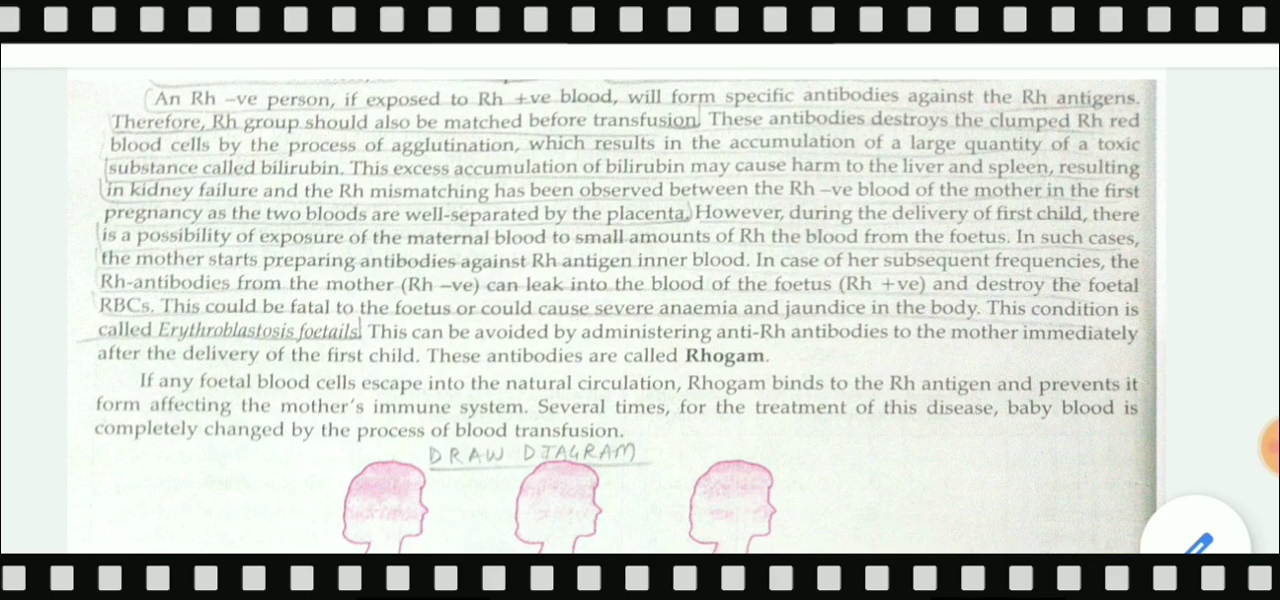 An Rh –ve person, if exposed to Rh +ve blood, will form specific antibodies against the Rh antigens.
Therefore, Rh group should also be matched before transfusion. These antibodies destroys the clumped Rh red
blood cells by the process of agglutination, which results in the accumulation of a large quantity of a toxic
substance called bilirubin. This excess accumulation of bilirubin may cause harm to the liver and spleen, resulting
in kidney failure and the Rh mismatching has been observed between the Rh –ve blood of the mother in the first
pregnancy as the two bloods are well-separated by the placenta. However, during the delivery of first child, there
is a possibility of exposure of the maternal blood to small amounts of Rh the blood from the foetus. In such cases,
the mother starts preparing antibodies against Rh antigen inner blood. In case of her subsequent frequencies, the
Rh-antibodies from the mother (Rh –ve) can leak into the blood of the foetus (Rh +ve) and destroy the foetal
RBCs. This could be fatal to the foetus or could cause severe anaemia and jaundice in the body. This condition is
called Erythroblastosis foetails. This can be avoided by administering anti-Rh antibodies to the mother immediately
after the delivery of the first child. These antibodies are called Rhogam.
If any foetal blood cells escape into the natural circulation, Rhogam binds to the Rh antigen and prevents it
form affecting the mother's immune system. Several times, for the treatment of this disease, baby blood is
completely changed by the process of blood transfusion.
DRAW DIAGRAM